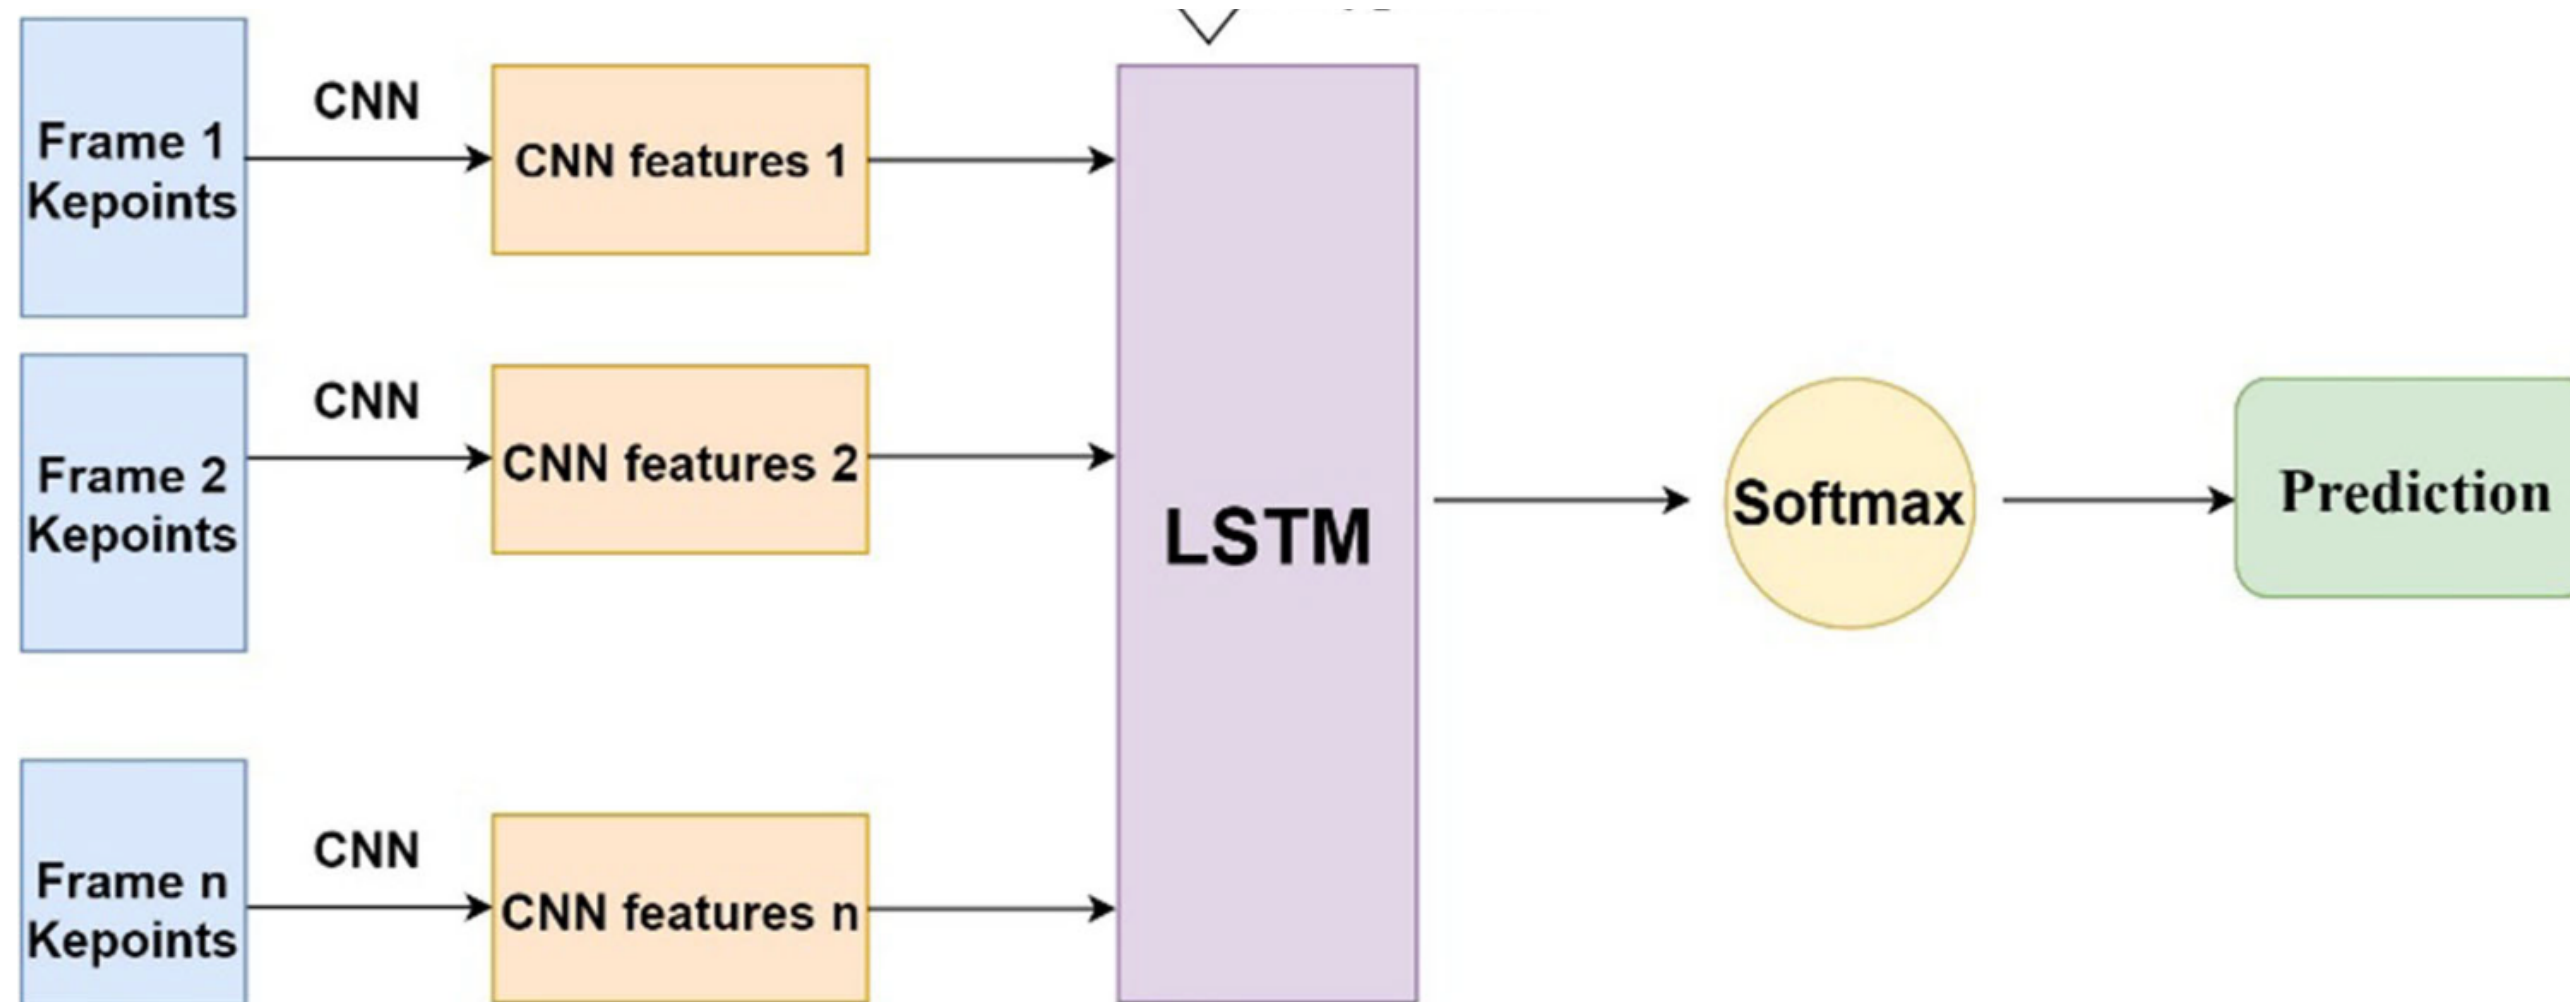 CNN
Frame 1
Kepoints
CNN features 1
CNN
Frame 2
Kepoints
CNN features 2
LSTM
Softmax
Prediction
CNN
Frame n
Kepoints
CNN features n